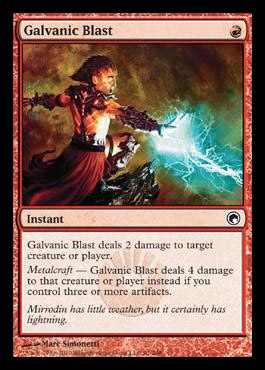 Galvanic Blast
Instant
Galvanic Blast deals 2 damage to target
creature or player.
Metalcraft — Galvanic Blast deals 4 damage
to that creature or player instead if you
control three or more artifacts.
Mirrodin has little weather, but it certainly has
lightning.
Marc Simonetti